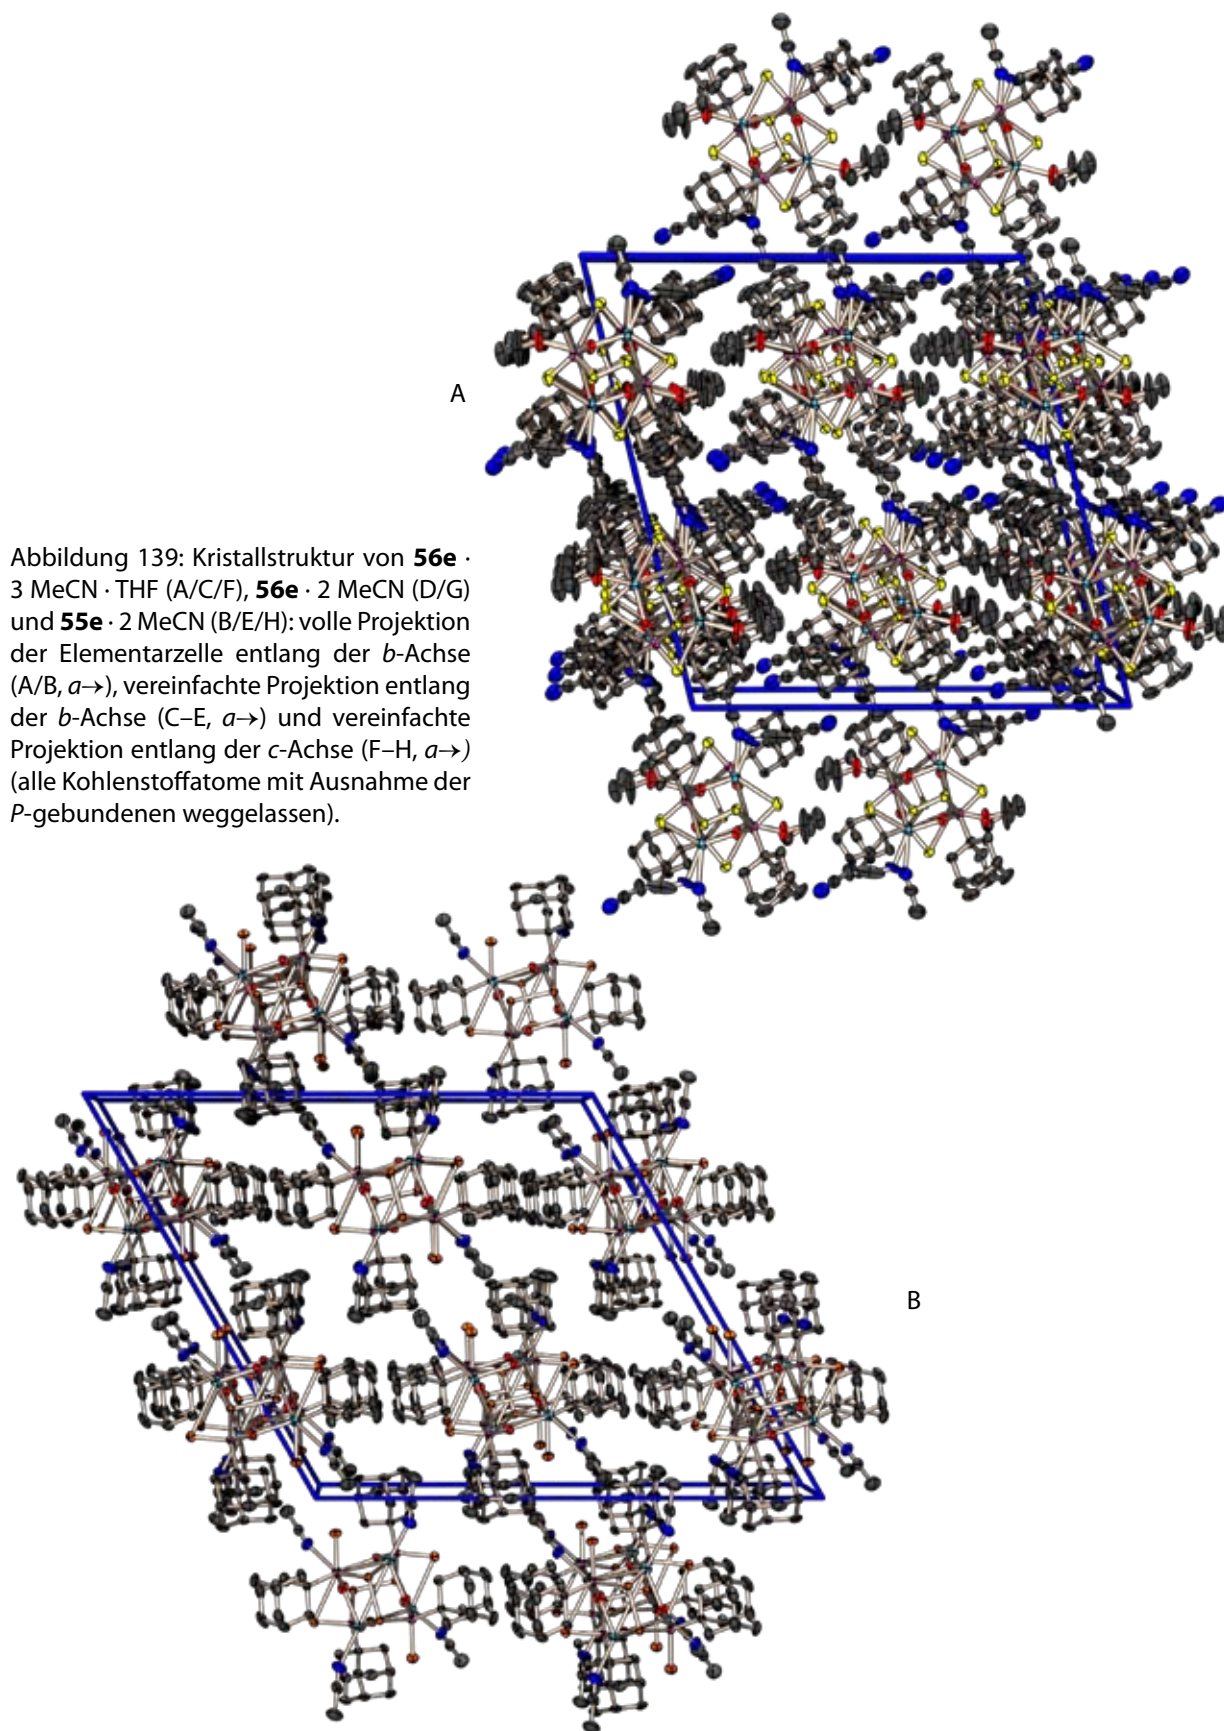 A
Abbildung 139: Kristallstruktur von 56e ·
3 MeCN · THF (A/C/F), 56e · 2 MeCN (D/G)
und 55e · 2 MeCN (B/E/H): volle Projektion
der Elementarzelle entlang der b-Achse
(A/B, a→), vereinfachte Projektion entlang
der b-Achse (C–E, a→) und vereinfachte
Projektion entlang der c-Achse (F–H, a→)
(alle Kohlenstoffatome mit Ausnahme der
P-gebundenen weggelassen).
B